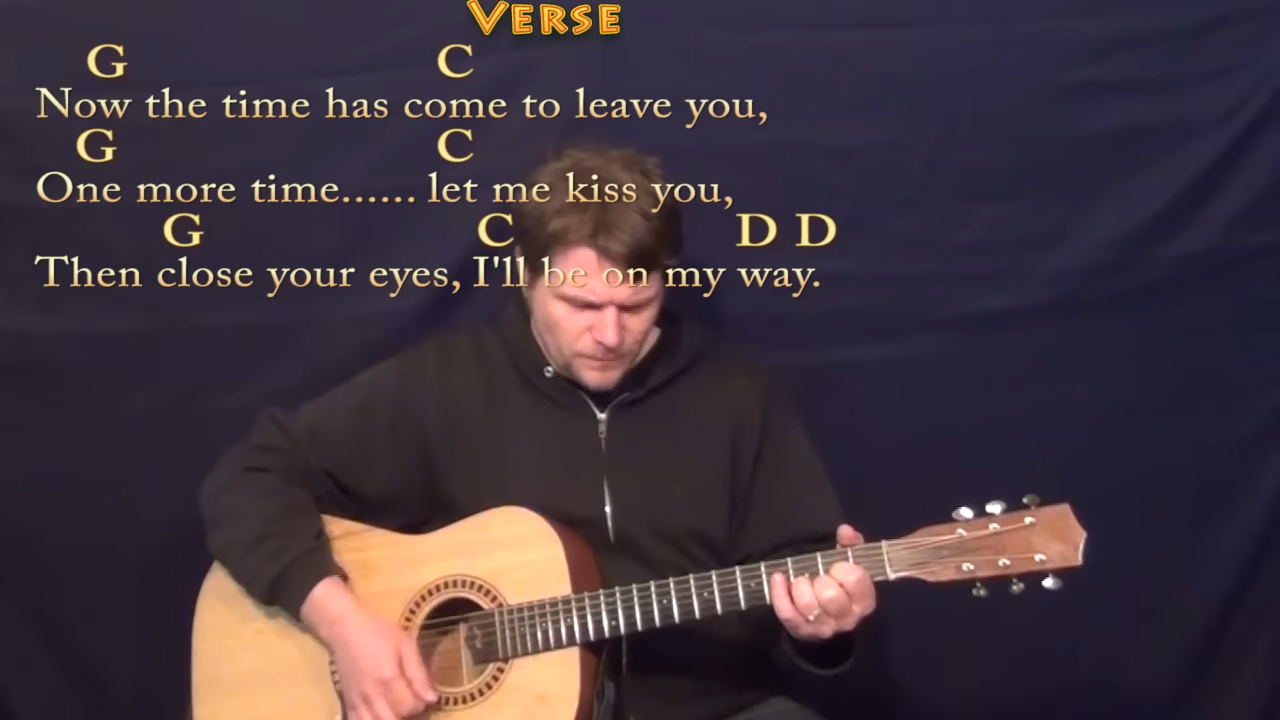 VERSE
G C
Now the time has come to leave you,
G C
One more time...... let me kiss you,
G C D D
Then close your eyes, I'll be on my way.